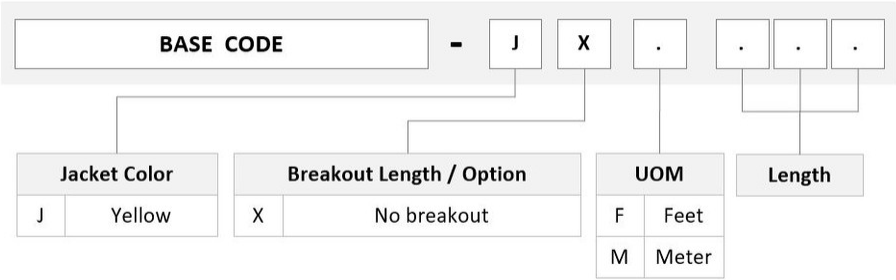 BASE CODE - J X . . . .
Jacket Color
J Yellow
Breakout Length / Option
X No breakout
UOM
F Feet
M Meter
Length